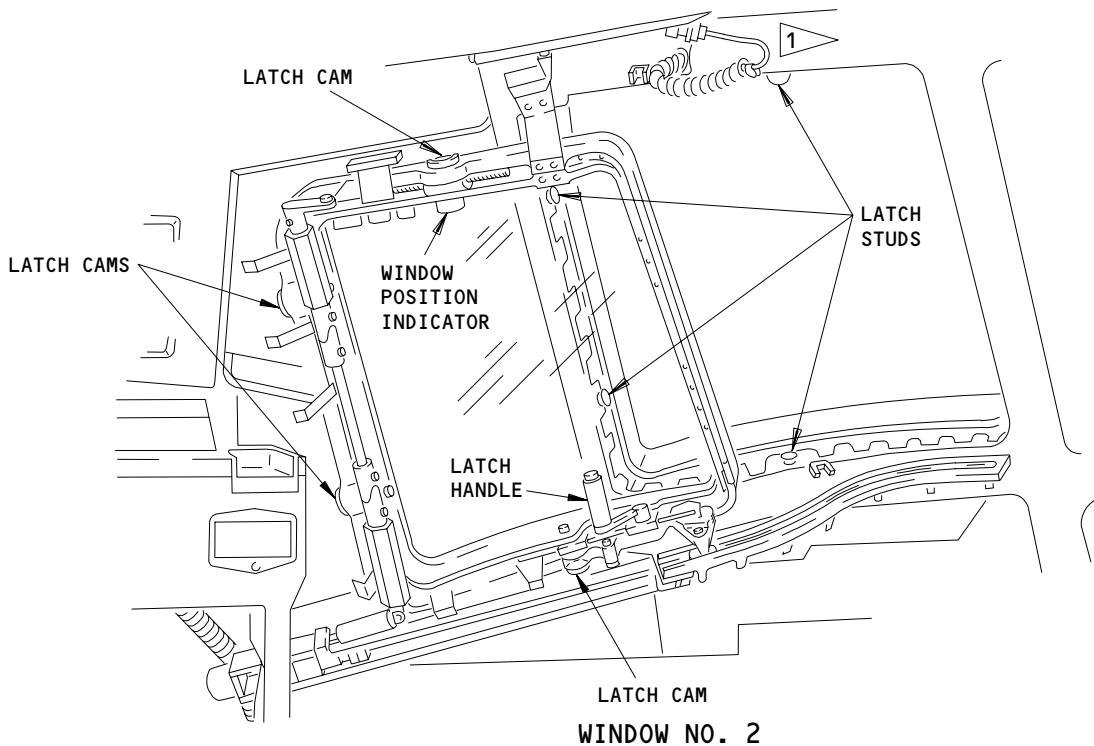 1
LATCH CAM
LATCH
STUDS
LATCH CAMS
WINDOW
POSITION
INDICATOR
LATCH
HANDLE
LATCH CAM
WINDOW NO. 2